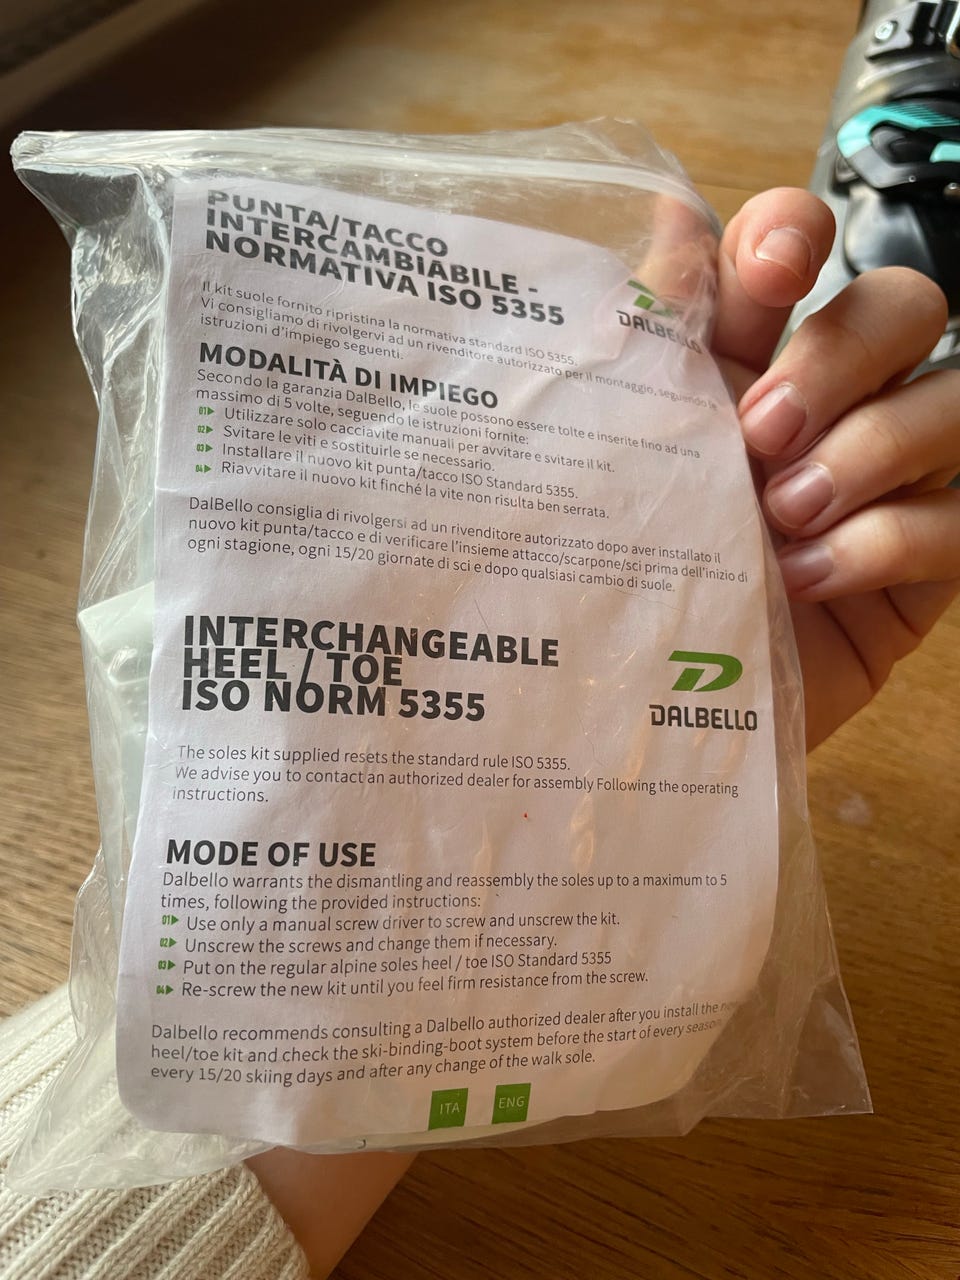 PUNTA/TACCO
INTERCAMBIABILE -
NORMATIVA ISO 5355
DALBELLO
Il kit suole fornito ripristina la normativa standard ISO 5355.
Vi consigliamo di rivolgervi ad un rivenditore autorizzato per il montaggio, seguendo le
istruzioni d'impiego seguenti.
MODALITÀ DI IMPIEGO
Secondo la garanzia DalBello, le suole possono essere tolte e inserite fino ad una
massimo di 5 volte, seguendo le istruzioni fornite:
01 Utilizzare solo cacciavite manuali per avvitare e svitare il kit.
02 Svitare le viti e sostituirle se necessario.
03 Installare il nuovo kit punta/tacco ISO Standard 5355.
04 Riavvitare il nuovo kit finché la vite non risulta ben serrata.
DalBello consiglia di rivolgersi ad un rivenditore autorizzato dopo aver installato il
nuovo kit punta/tacco e di verificare l'insieme attacco/scarpone/sci prima dell'inizio di
ogni stagione, ogni 15/20 giornate di sci e dopo qualsiasi cambio di suole.
INTERCHANGEABLE
HEEL / TOE
ISO NORM 5355
DALBELLO
The soles kit supplied resets the standard rule ISO 5355.
We advise you to contact an authorized dealer for assembly Following the operating
instructions.
MODE OF USE
Dalbello warrants the dismantling and reassembly the soles up to a maximum to 5
times, following the provided instructions:
01 Use only a manual screw driver to screw and unscrew the kit.
02 Unscrew the screws and change them if necessary.
03 Put on the regular alpine soles heel / toe ISO Standard 5355
04 Re-screw the new kit until you feel firm resistance from the screw.
Dalbello recommends consulting a Dalbello authorized dealer after you install the
heel/toe kit and check the ski-binding-boot system before the start of every season
every 15/20 skiing days and after any change of the walk sole.
ITA ENG